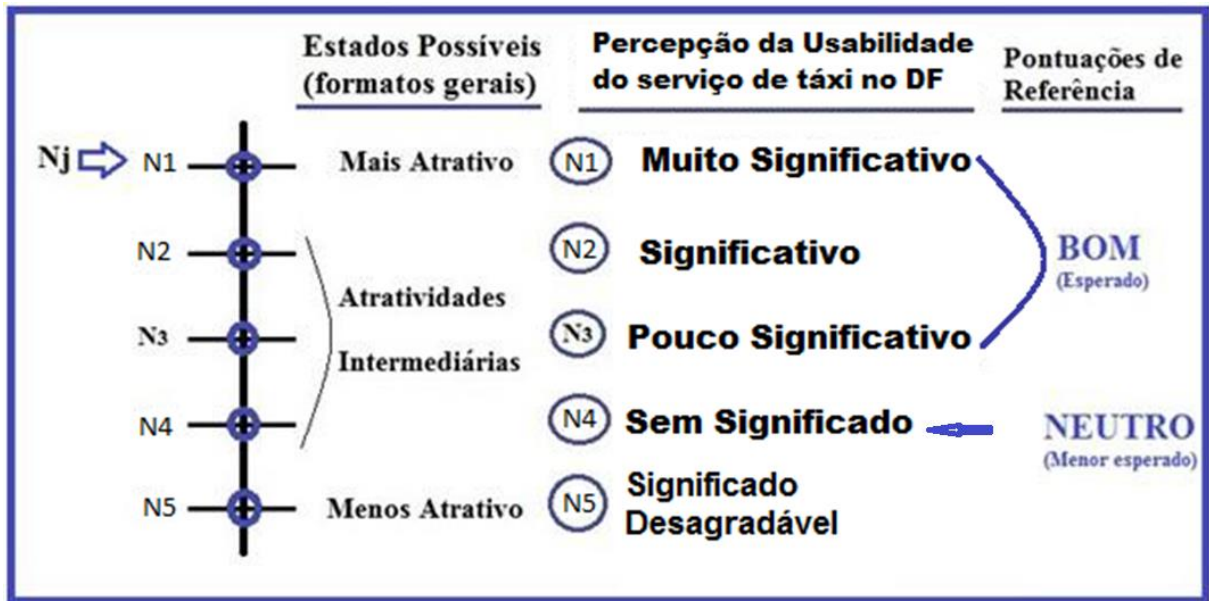 Estados Possíveis
(formatos gerais)
Percepção da Usabilidade
do serviço de táxi no DF
Pontuações de
Referência
Nj
N1
Mais Atrativo
N1
Muito Significativo
N2
N2
Significativo
BOM
(Esperado)
Atratividades
N3
N3
Pouco Significativo
Intermediárias
N4
N4
Sem Significado
NEUTRO
(Menor esperado)
N5
Menos Atrativo
N5
Significado
Desagradável